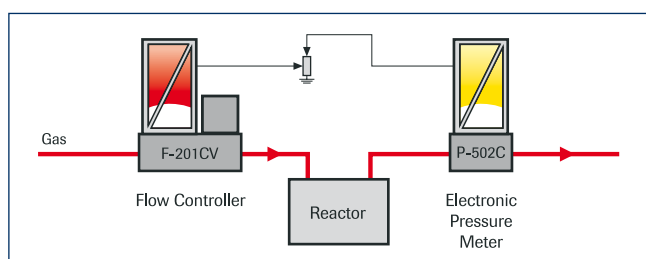 Gas
F-201CV
P-502C
Flow Controller
Reactor
Electronic
Pressure
Meter